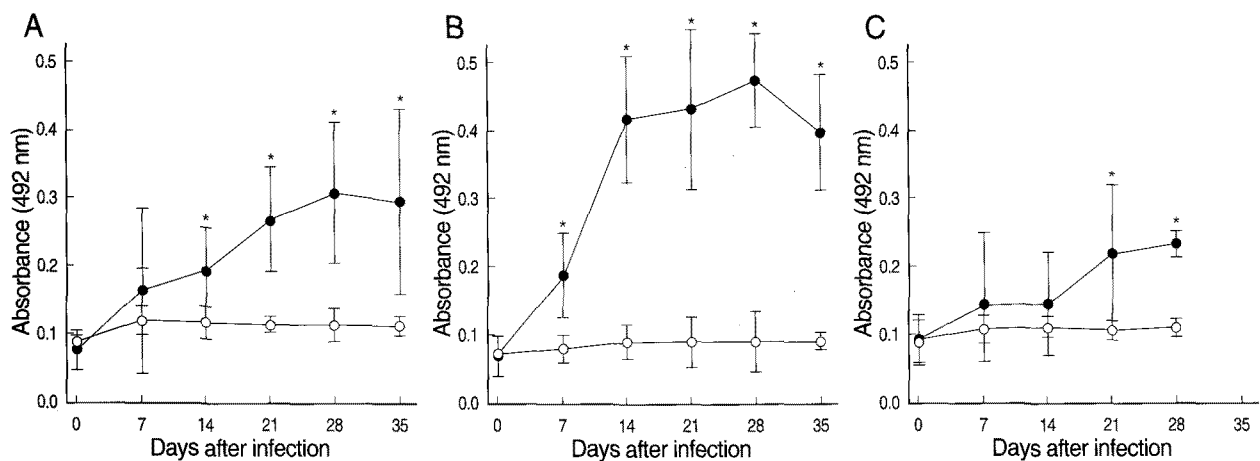 A
0.5
0.4
0.3
0.2
0.1
0.0
Absorbance (492 nm)
* * * *
0 7 14 21 28 35
Days after infection
B
0.5
0.4
0.3
0.2
0.1
0.0
Absorbance (492 nm)
* * * * *
0 7 14 21 28 35
Days after infection
C
0.5
0.4
0.3
0.2
0.1
0.0
Absorbance (492 nm)
* *
0 7 14 21 28 35
Days after infection